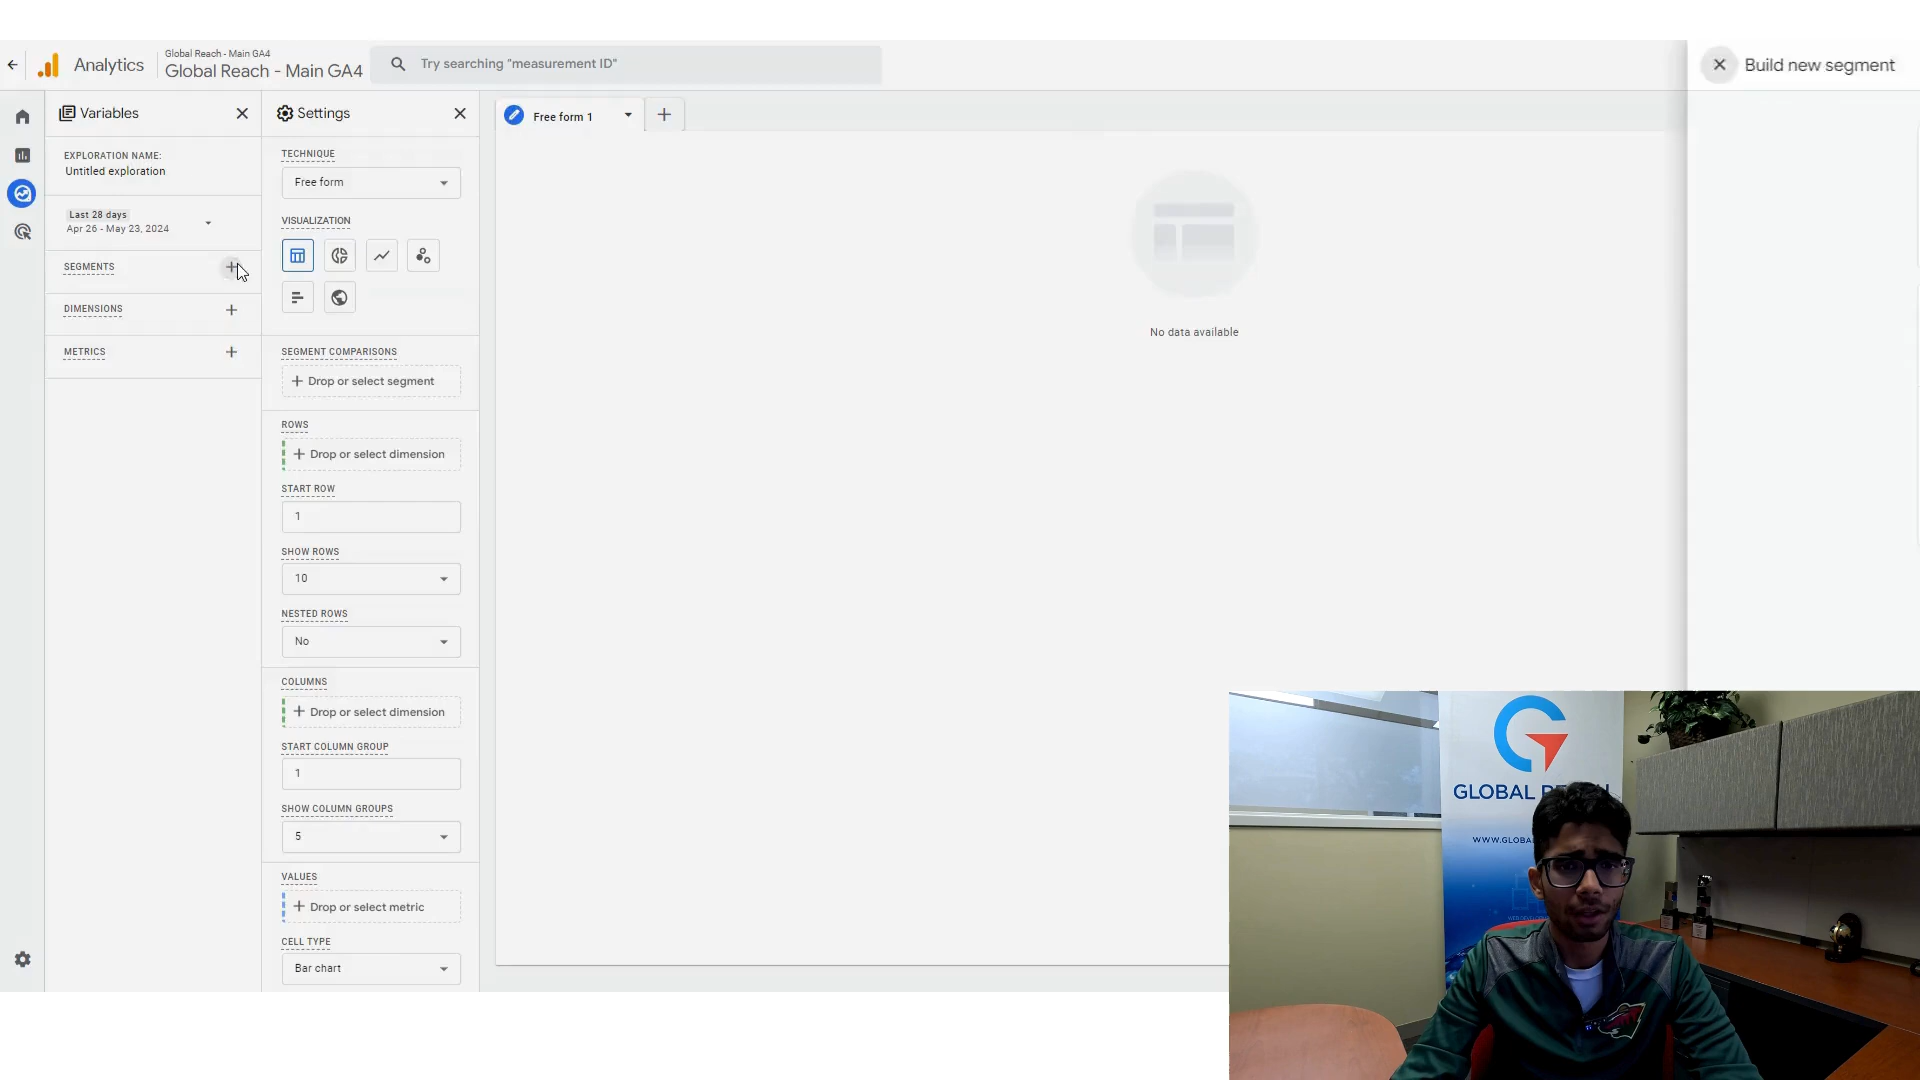 Analytics
Global Reach - Main GA4
Global Reach - Main GA4
Try searching "measurement ID"
Build new segment
Variables
EXPLORATION NAME:
Untitled exploration
Last 28 days
Apr 26 - May 23, 2024
SEGMENTS
DIMENSIONS
METRICS
Settings
TECHNIQUE
Free form
VISUALIZATION
SEGMENT COMPARISONS
Drop or select segment
ROWS
Drop or select dimension
START ROW
1
SHOW ROWS
10
NESTED ROWS
No
COLUMNS
Drop or select dimension
START COLUMN GROUP
1
SHOW COLUMN GROUPS
5
VALUES
Drop or select metric
CELL TYPE
Bar chart
Free form 1
No data available
GLOBAL